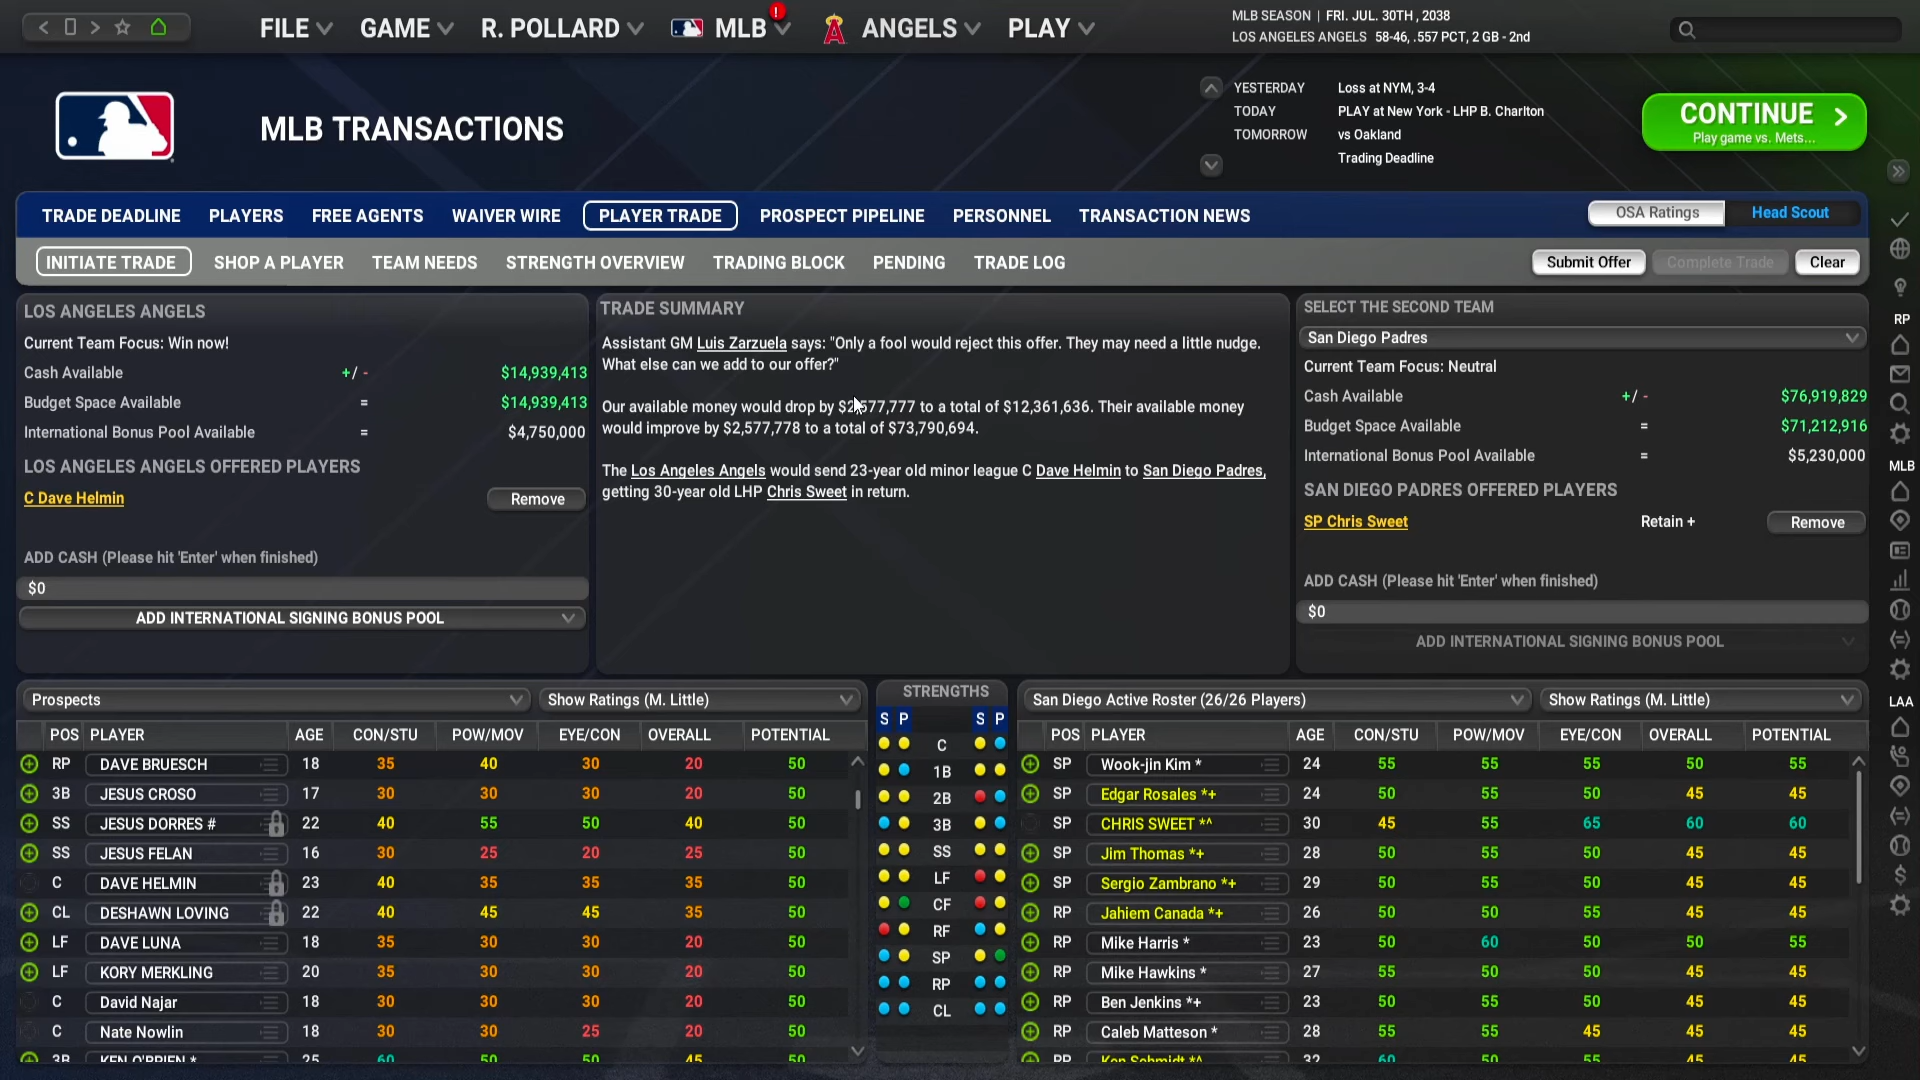 FILE GAME R. POLLARD MLB ! ANGELS PLAY
MLB SEASON | FRI. JUL. 30TH , 2038
LOS ANGELES ANGELS 58-46, .557 PCT, 2 GB - 2nd
MLB TRANSACTIONS
YESTERDAY Loss at NYM, 3-4
TODAY PLAY at New York - LHP B. Charlton
TOMORROW vs Oakland
Trading Deadline
CONTINUE
Play game vs. Mets...
TRADE DEADLINE PLAYERS FREE AGENTS WAIVER WIRE PLAYER TRADE PROSPECT PIPELINE PERSONNEL TRANSACTION NEWS OSA Ratings Head Scout
INITIATE TRADE SHOP A PLAYER TEAM NEEDS STRENGTH OVERVIEW TRADING BLOCK PENDING TRADE LOG Submit Offer Complete Trade Clear
LOS ANGELES ANGELS
Current Team Focus: Win now!
Cash Available +/ - $14,939,413
Budget Space Available = $14,939,413
International Bonus Pool Available = $4,750,000
LOS ANGELES ANGELS OFFERED PLAYERS
C Dave Helmin Remove
ADD CASH (Please hit 'Enter' when finished)
$0
ADD INTERNATIONAL SIGNING BONUS POOL
TRADE SUMMARY
Assistant GM Luis Zarzuela says: "Only a fool would reject this offer. They may need a little nudge.
What else can we add to our offer?"
Our available money would drop by $2,577,777 to a total of $12,361,636. Their available money
would improve by $2,577,778 to a total of $73,790,694.
The Los Angeles Angels would send 23-year old minor league C Dave Helmin to San Diego Padres,
getting 30-year old LHP Chris Sweet in return.
SELECT THE SECOND TEAM
San Diego Padres
Current Team Focus: Neutral
Cash Available +/ - $76,919,829
Budget Space Available = $71,212,916
International Bonus Pool Available = $5,230,000
SAN DIEGO PADRES OFFERED PLAYERS
SP Chris Sweet Retain + Remove
ADD CASH (Please hit 'Enter' when finished)
$0
ADD INTERNATIONAL SIGNING BONUS POOL
Prospects Show Ratings (M. Little)
POS PLAYER AGE CON/STU POW/MOV EYE/CON OVERALL POTENTIAL
RP DAVE BRUESCH 18 35 40 30 20 50
3B JESUS CROSO 17 30 30 30 20 50
SS JESUS DORRES # 22 40 55 50 40 50
SS JESUS FELAN 16 30 25 20 25 50
C DAVE HELMIN 23 40 35 35 35 50
CL DESHAWN LOVING 22 40 45 45 35 50
LF DAVE LUNA 18 35 30 30 20 50
LF KORY MERKLING 20 35 30 30 20 50
C David Najar 18 30 30 30 20 50
C Nate Nowlin 18 30 30 25 20 50
3B KEN O'BRIEN * 25 60 50 50 45 50
STRENGTHS
S P S P
C
1B
2B
3B
SS
LF
CF
RF
SP
RP
CL
San Diego Active Roster (26/26 Players) Show Ratings (M. Little)
POS PLAYER AGE CON/STU POW/MOV EYE/CON OVERALL POTENTIAL
SP Wook-jin Kim * 24 55 55 55 50 55
SP Edgar Rosales *+ 24 50 55 50 45 45
SP CHRIS SWEET *^ 30 45 55 65 60 60
SP Jim Thomas *+ 28 50 55 50 45 45
SP Sergio Zambrano *+ 29 50 55 50 45 45
RP Jahiem Canada *+ 26 50 50 55 45 45
RP Mike Harris * 23 50 60 50 50 55
RP Mike Hawkins * 27 55 50 50 45 45
RP Ben Jenkins *+ 23 50 55 50 45 45
RP Caleb Matteson * 28 55 55 45 45 45
RP Ken Schmidt *^ 32 60 50 55 45 45
RP
MLB
LAA